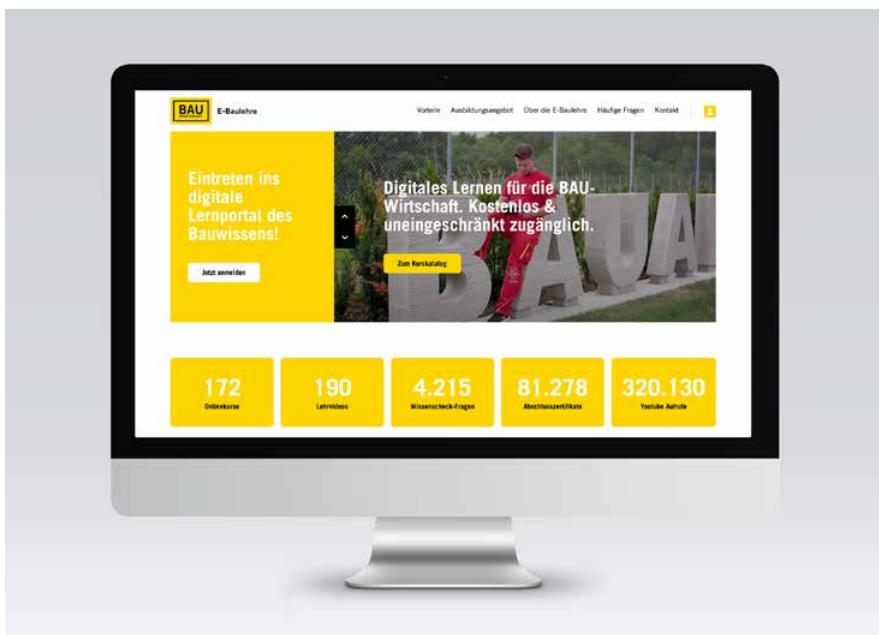 BAU
E-Baulehre
Vorteile Ausbildungsangebot Über die E-Baulehre Häufige Fragen Kontakt
Eintreten ins
digitale
Lernportal des
Bauwissens!
Jetzt anmelden
Digitales Lernen für die BAU-
Wirtschaft. Kostenlos &
uneingeschränkt zugänglich.
Zum Kurskatalog
BAUA
172
Onlinekurse
190
Lehrvideos
4.215
Wissenscheck-Fragen
81.278
Abschlusszertifikate
320.130
Youtube Aufrufe